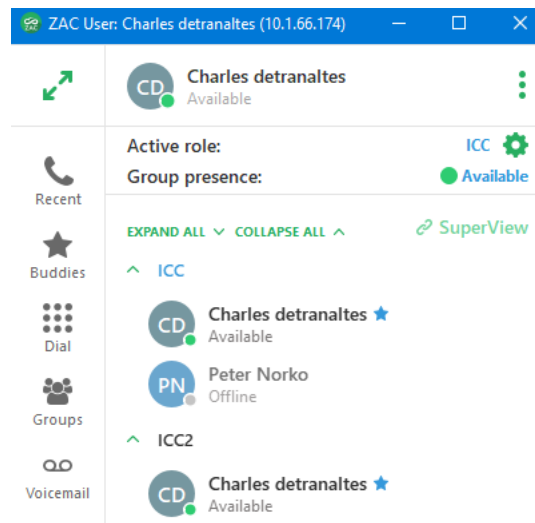 ZAC User: Charles detranaltes (10.1.66.174)
CD
Charles detranaltes
Available
Active role:
ICC
Group presence:
Available
Recent
Buddies
Dial
Groups
Voicemail
EXPAND ALL COLLAPSE ALL
SuperView
ICC
CD
Charles detranaltes
Available
PN
Peter Norko
Offline
ICC2
CD
Charles detranaltes
Available